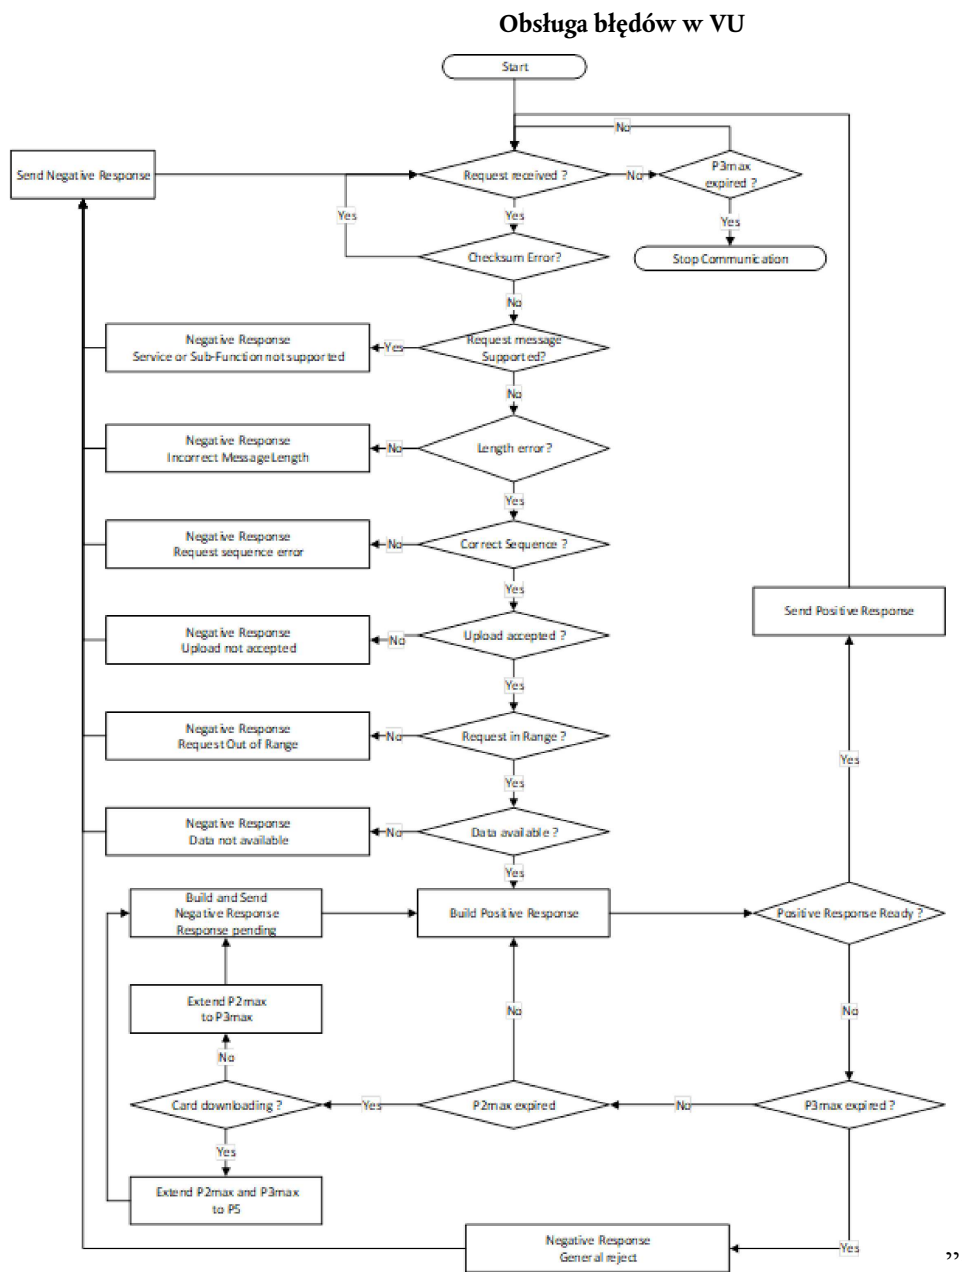 Obsługa błędów w VU
Start
No
Send Negative Response
Request received ?
No
P3max
expired ?
Yes
Yes
Yes
Checksum Error?
Stop Communication
No
Negative Response
Service or Sub-Function not supported
Yes
Request message
Supported?
No
Negative Response
Incorrect MessageLength
No
Length error?
Yes
Negative Response
Request sequence error
No
Correct Sequence ?
Yes
Send Positive Response
Negative Response
Upload not accepted
No
Upload accepted ?
Yes
Negative Response
Request Out of Range
No
Request in Range ?
Yes
Yes
Negative Response
Data not available
No
Data available ?
Yes
Build and Send
Negative Response
Response pending
Build Positive Response
Positive Response Ready ?
Extend P2max
to P3max
No
No
No
Card downloading ?
Yes
P2max expired
No
P3max expired ?
Yes
Extend P2max and P3max
to P5
Negative Response
General reject
Yes
”